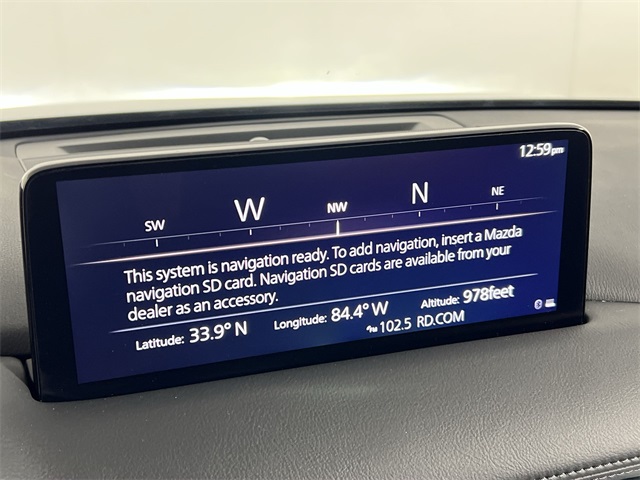 12:59pm
SW W NW N NE
This system is navigation ready. To add navigation, insert a Mazda
navigation SD card. Navigation SD cards are available from your
dealer as an accessory.
Latitude: 33.9° N Longitude: 84.4° W Altitude: 978feet
102.5 RD.COM